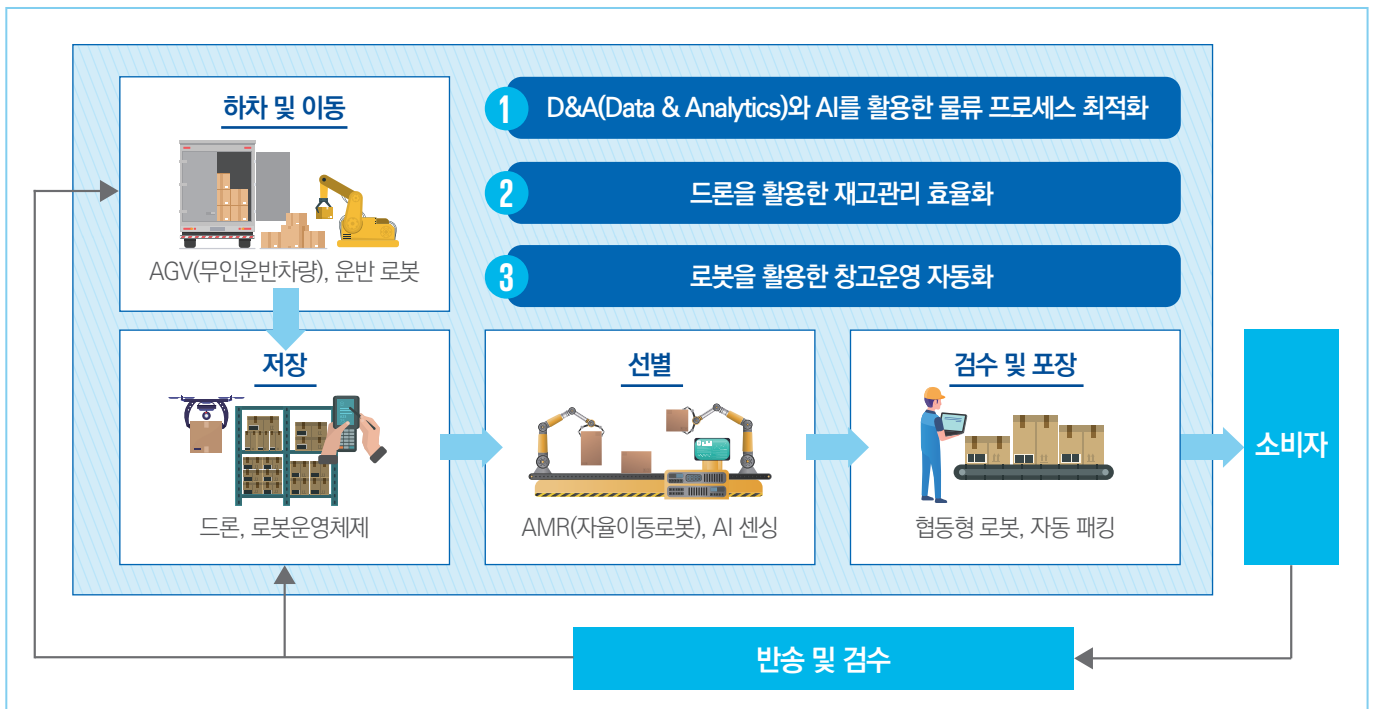 하차 및 이동
AGV(무인운반차량), 운반 로봇
1 D&A(Data & Analytics)와 AI를 활용한 물류 프로세스 최적화
2 드론을 활용한 재고관리 효율화
3 로봇을 활용한 창고운영 자동화
저장
드론, 로봇운영체제
선별
AMR(자율이동로봇), AI 센싱
검수 및 포장
협동형 로봇, 자동 패킹
소비자
반송 및 검수